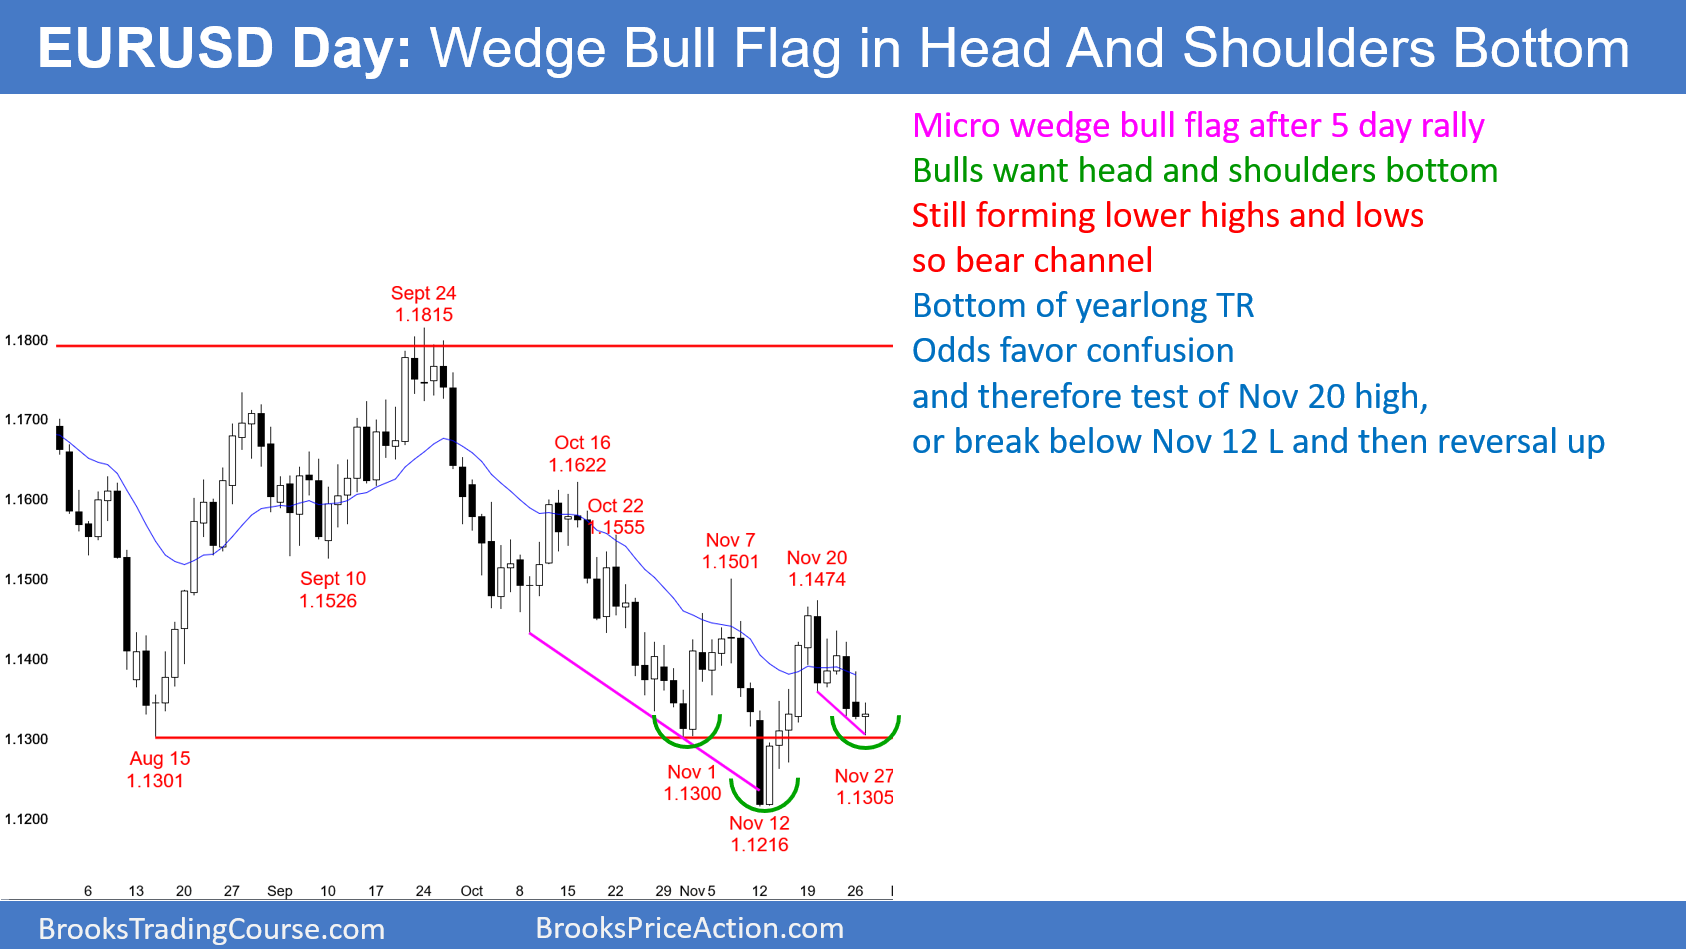 EURUSD Day: Wedge Bull Flag in Head And Shoulders Bottom
Micro wedge bull flag after 5 day rally
Bulls want head and shoulders bottom
Still forming lower highs and lows
so bear channel
Bottom of yearlong TR
Odds favor confusion
and therefore test of Nov 20 high,
or break below Nov 12 L and then reversal up
Sept 24
1.1815
1.1800
1.1700
Oct 16
1.1622
1.1600
Oct 22
1.1555
Nov 7
1.1501
Nov 20
1.1474
1.1500
Sept 10
1.1526
1.1400
1.1300
Aug 15
1.1301
Nov 1
1.1300
Nov 27
1.1305
1.1200
Nov 12
1.1216
6 13 20 27 Sep 10 17 24 Oct 8 15 22 29 Nov 5 12 19 26
BrooksTradingCourse.com
BrooksPriceAction.com